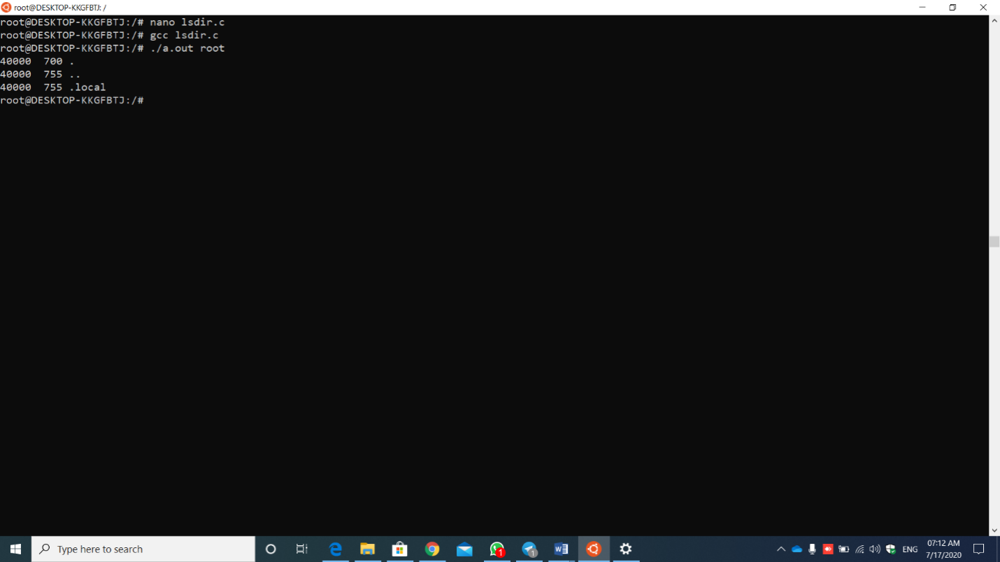 root@DESKTOP-KKGFBTJ: /
root@DESKTOP-KKGFBTJ:/# nano lsdir.c
root@DESKTOP-KKGFBTJ:/# gcc lsdir.c
root@DESKTOP-KKGFBTJ:/# ./a.out root
40000  700 .
40000  755 ..
40000  755 .local
root@DESKTOP-KKGFBTJ:/#
Type here to search
1
1
ENG
07:12 AM
7/17/2020